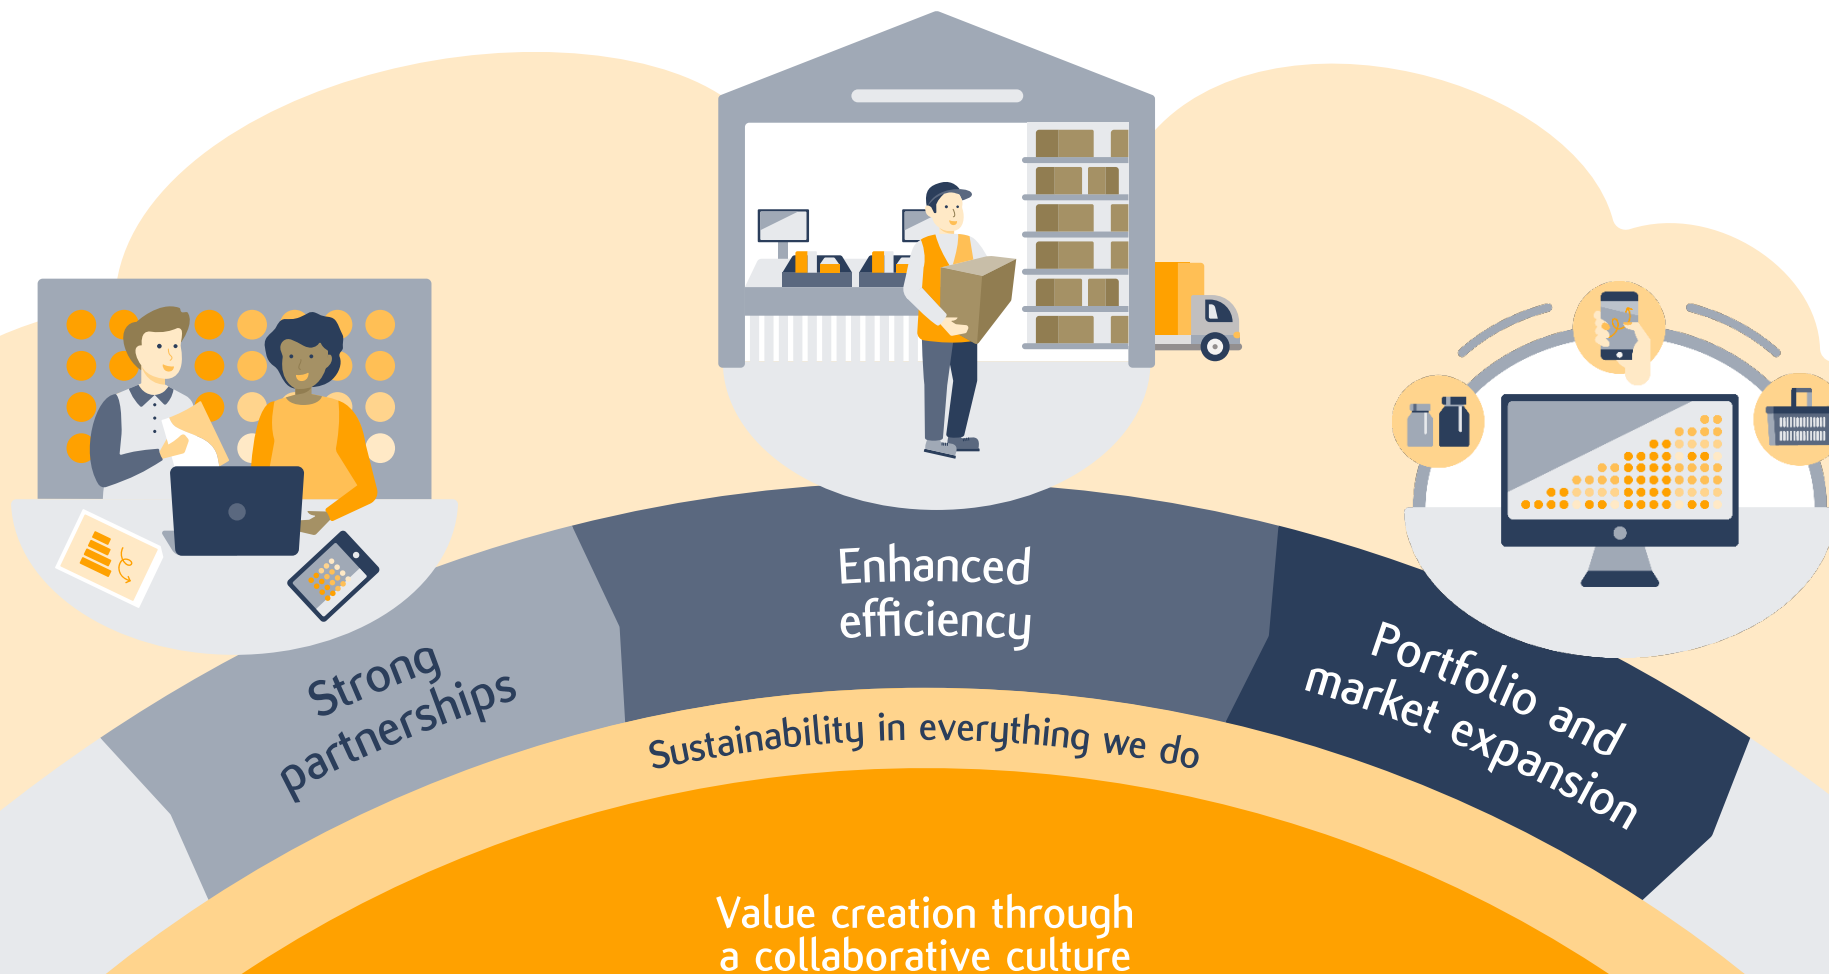 Strong
partnerships
Enhanced
efficiency
Portfolio and
market expansion
Sustainability in everything we do
Value creation through
a collaborative culture